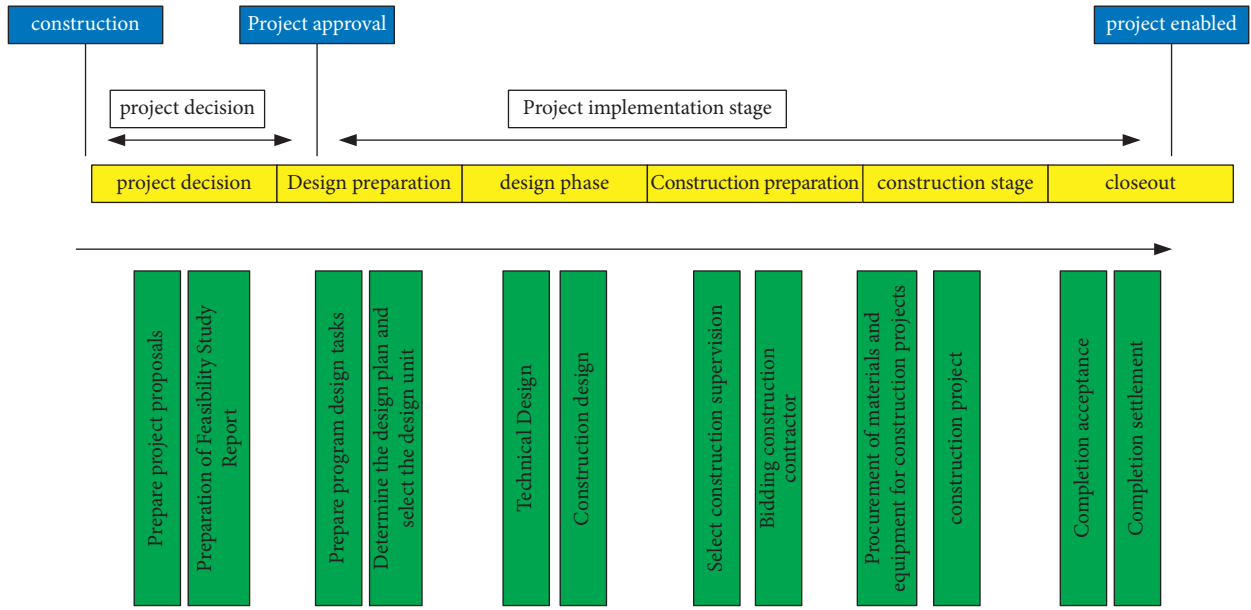 construction
Project approval
project enabled
project decision
Project implementation stage
project decision
Design preparation
design phase
Construction preparation
construction stage
closeout
Prepare project proposals
Preparation of Feasibility Study
Report
Prepare program design tasks
Determine the design plan and
select the design unit
Technical Design
Construction design
Select construction supervision
Bidding construction
contractor
Procurement of materials and
equipment for construction projects
construction project
Completion acceptance
Completion settlement